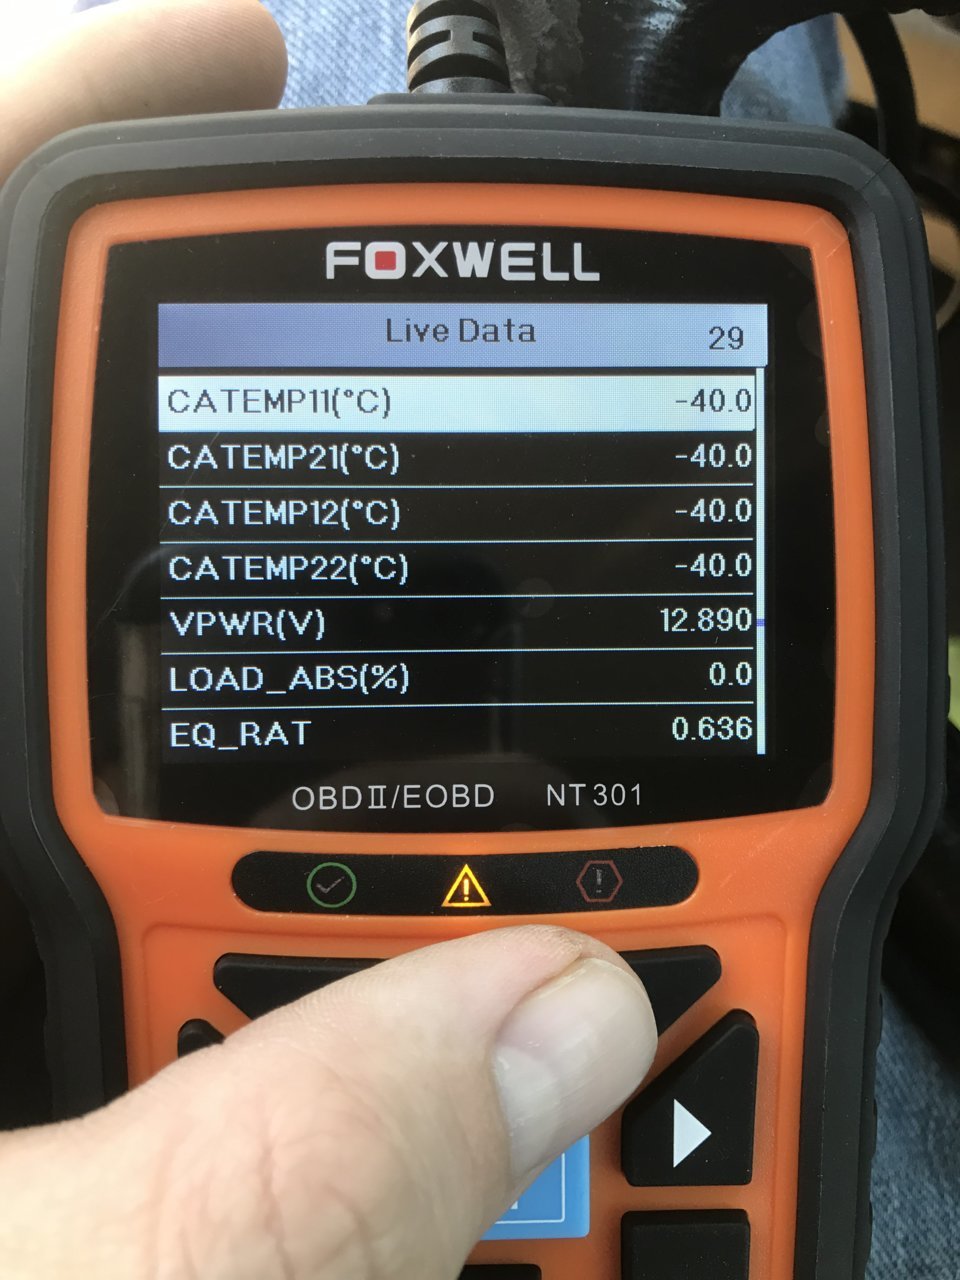 FOXWELL
Live Data 29
CATEMP11(°C) -40.0
CATEMP21(°C) -40.0
CATEMP12(°C) -40.0
CATEMP22(°C) -40.0
VPWR(V) 12.890
LOAD_ABS(%) 0.0
EQ_RAT 0.636
OBDⅡ/EOBD NT301